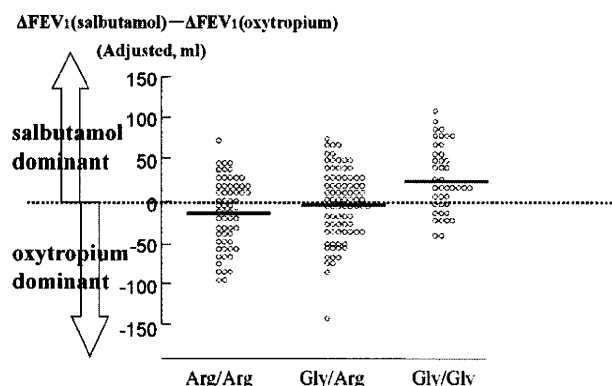 ΔFEV₁(salbutamol)—ΔFEV₁(oxytropium)
(Adjusted, ml)
150
100
salbutamol
dominant
50
0
oxytropium
dominant
-50
-100
-150
Arg/Arg Gly/Arg Gly/Gly